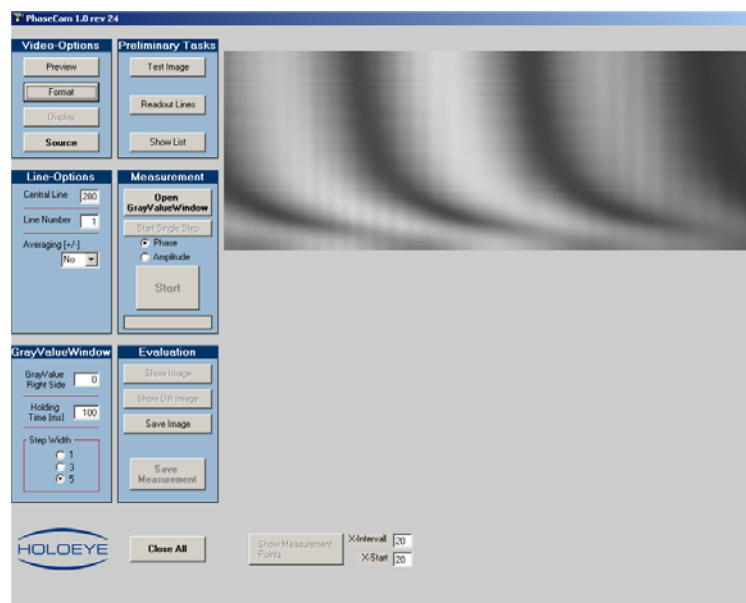 PhaseCam 1.0 rev 24
Video-Options
Preview
Format
Display
Source
Preliminary Tasks
Test Image
Readout Lines
Show List
Line-Options
Central Line 280
Line Number 1
Averaging [+/-]
No
Measurement
Open
GrayValueWindow
Start Single Step
Phase
Amplitude
Start
GrayValueWindow
GrayValue
Right Side 0
Holding
Time [ms] 100
Step Width
1
3
5
Evaluation
Show Image
Show Diff Image
Save Image
Save
Measurement
HOLOEYE
Close All
Show Measurement
Points
X-Intervall 20
X-Start 20